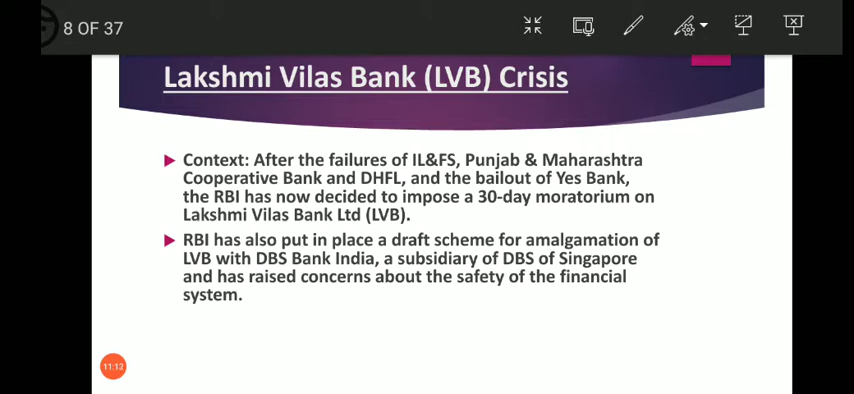 8 OF 37
Lakshmi Vilas Bank (LVB) Crisis
Context: After the failures of IL&FS, Punjab & Maharashtra
Cooperative Bank and DHFL, and the bailout of Yes Bank,
the RBI has now decided to impose a 30-day moratorium on
Lakshmi Vilas Bank Ltd (LVB).
RBI has also put in place a draft scheme for amalgamation of
LVB with DBS Bank India, a subsidiary of DBS of Singapore
and has raised concerns about the safety of the financial
system.
11:12